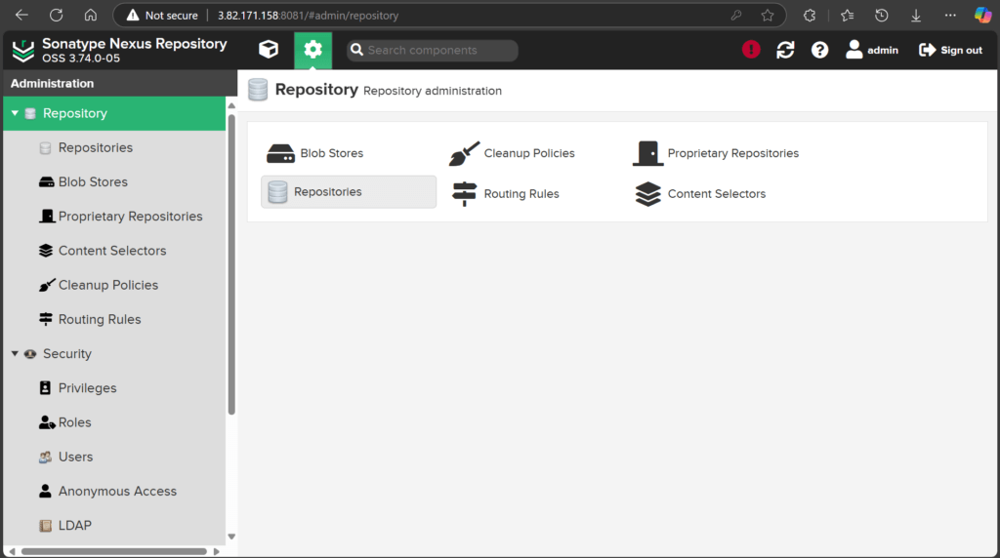 Not secure 3.82.171.158:8081/#admin/repository
Sonatype Nexus Repository
OSS 3.74.0-05
Search components
admin
Sign out
Administration
Repository
Repositories
Blob Stores
Proprietary Repositories
Content Selectors
Cleanup Policies
Routing Rules
Security
Privileges
Roles
Users
Anonymous Access
LDAP
Repository Repository administration
Blob Stores Cleanup Policies Proprietary Repositories
Repositories Routing Rules Content Selectors